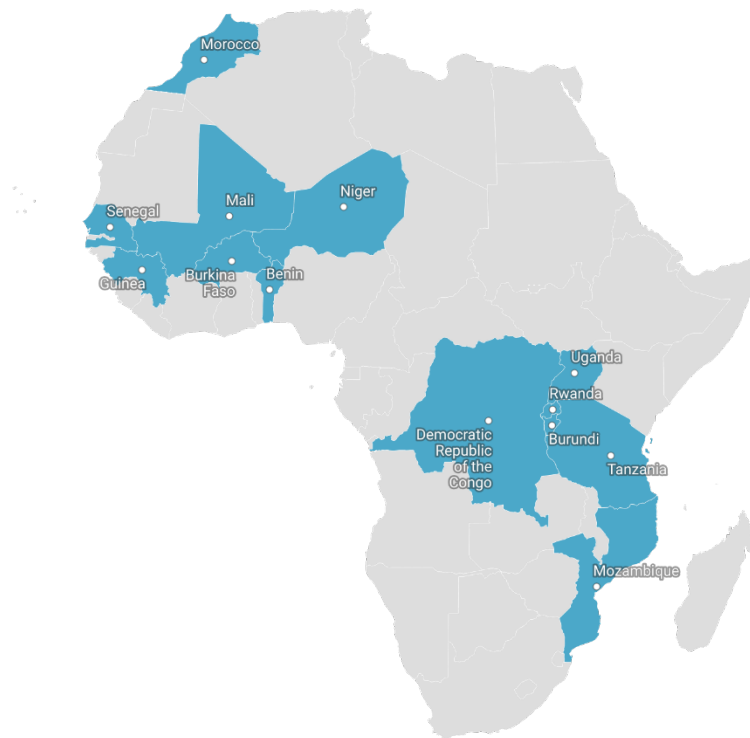 Morocco
Niger
Mali
Senegal
Benin
Burkina
Faso
Guinea
Uganda
Rwanda
Democratic
Republic
of the
Congo
Burundi
Tanzania
Mozambique